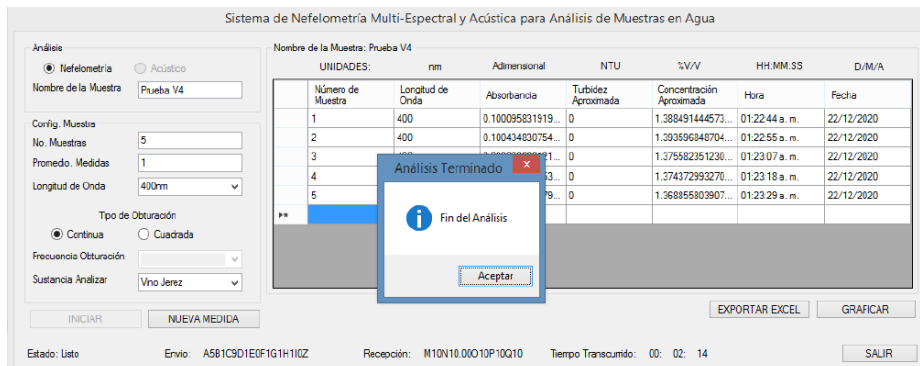 Sistema de Nefelometría Multi-Espectral y Acústica para Análisis de Muestras en Agua
Análisis
Nefelometría Acústico
Nombre de la Muestra Prueba V4
Config. Muestra
No. Muestras 5
Promedio. Medidas 1
Longitud de Onda 400nm
Tipo de Obturación
Continua Cuadrada
Frecuencia Obturación
Sustancia Analizar Vino Jerez
INICIAR NUEVA MEDIDA
Nombre de la Muestra: Prueba V4
UNIDADES: nm Adimensional NTU %V/V HH:MM:SS D/M/A
Número de Muestra Longitud de Onda Absorbancia Turbidez Aproximada Concentración Aproximada Hora Fecha
1 400 0.100095831919... 0 1.388491444573... 01:22:44 a. m. 22/12/2020
2 400 0.100434830754... 0 1.393596848704... 01:22:55 a. m. 22/12/2020
3 0 1.375582351230... 01:23:07 a. m. 22/12/2020
4 0 1.374372993270... 01:23:18 a. m. 22/12/2020
5 0 1.368855803907... 01:23:29 a. m. 22/12/2020
Análisis Terminado x
Fin del Análisis
Aceptar
EXPORTAR EXCEL GRAFICAR
Estado: Listo Envio: A5B1C9D1E0F1G1H1I0Z Recepción: M10N10.00O10P10Q10 Tiempo Transcurrido: 00: 02: 14 SALIR